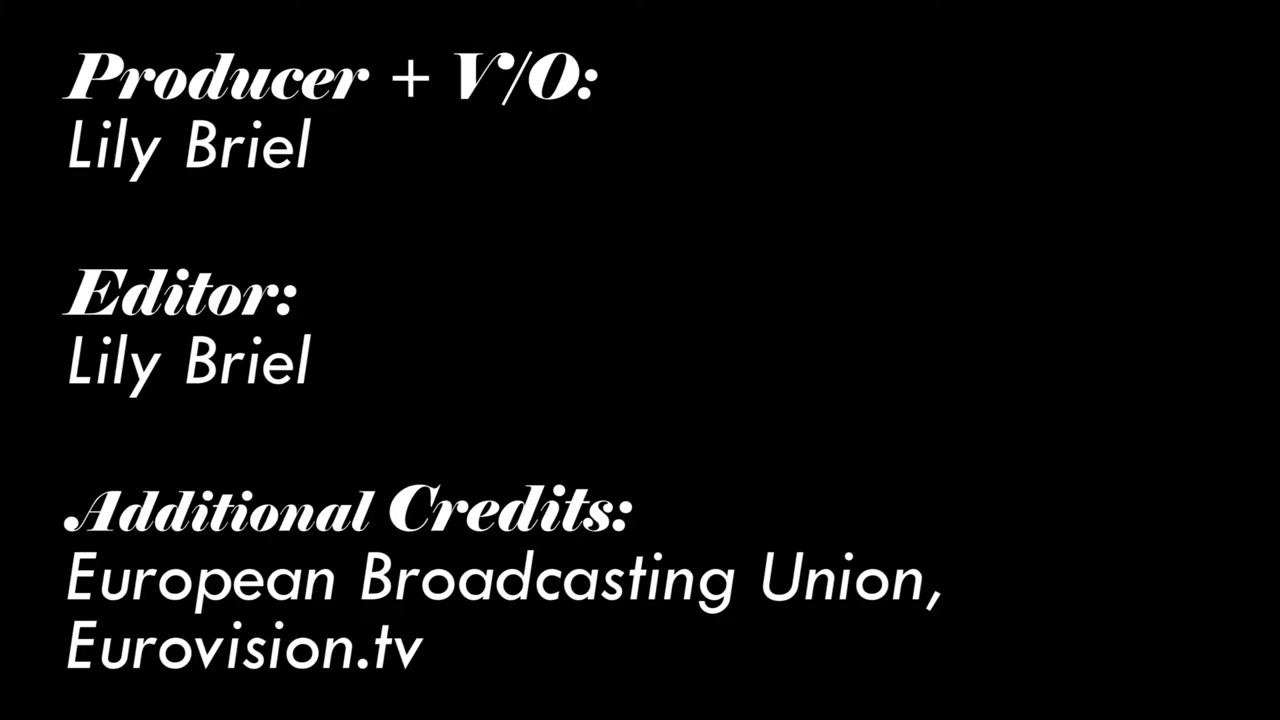 Producer + V/O:
Lily Briel
Editor:
Lily Briel
Additional Credits:
European Broadcasting Union,
Eurovision.tv